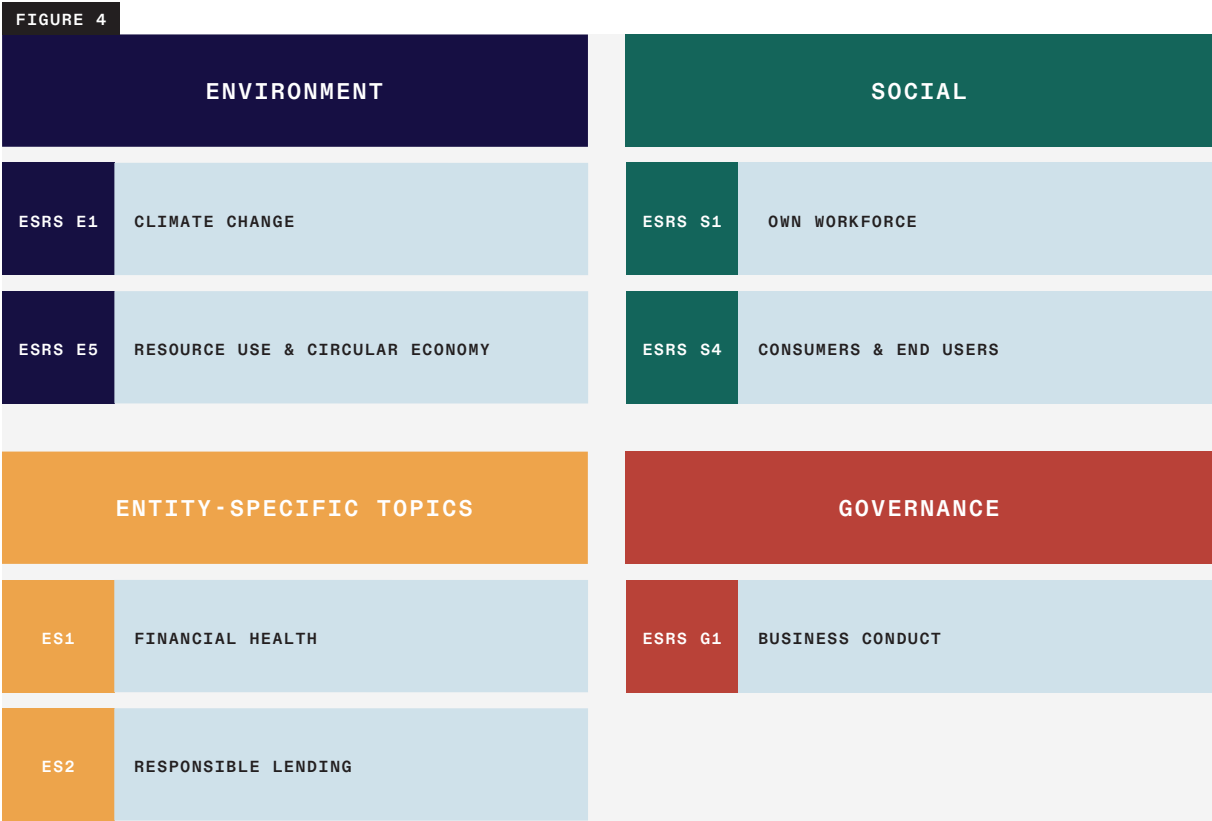 FIGURE 4
ENVIRONMENT
ESRS E1 CLIMATE CHANGE
ESRS E5 RESOURCE USE & CIRCULAR ECONOMY
SOCIAL
ESRS S1 OWN WORKFORCE
ESRS S4 CONSUMERS & END USERS
ENTITY-SPECIFIC TOPICS
ES1 FINANCIAL HEALTH
ES2 RESPONSIBLE LENDING
GOVERNANCE
ESRS G1 BUSINESS CONDUCT